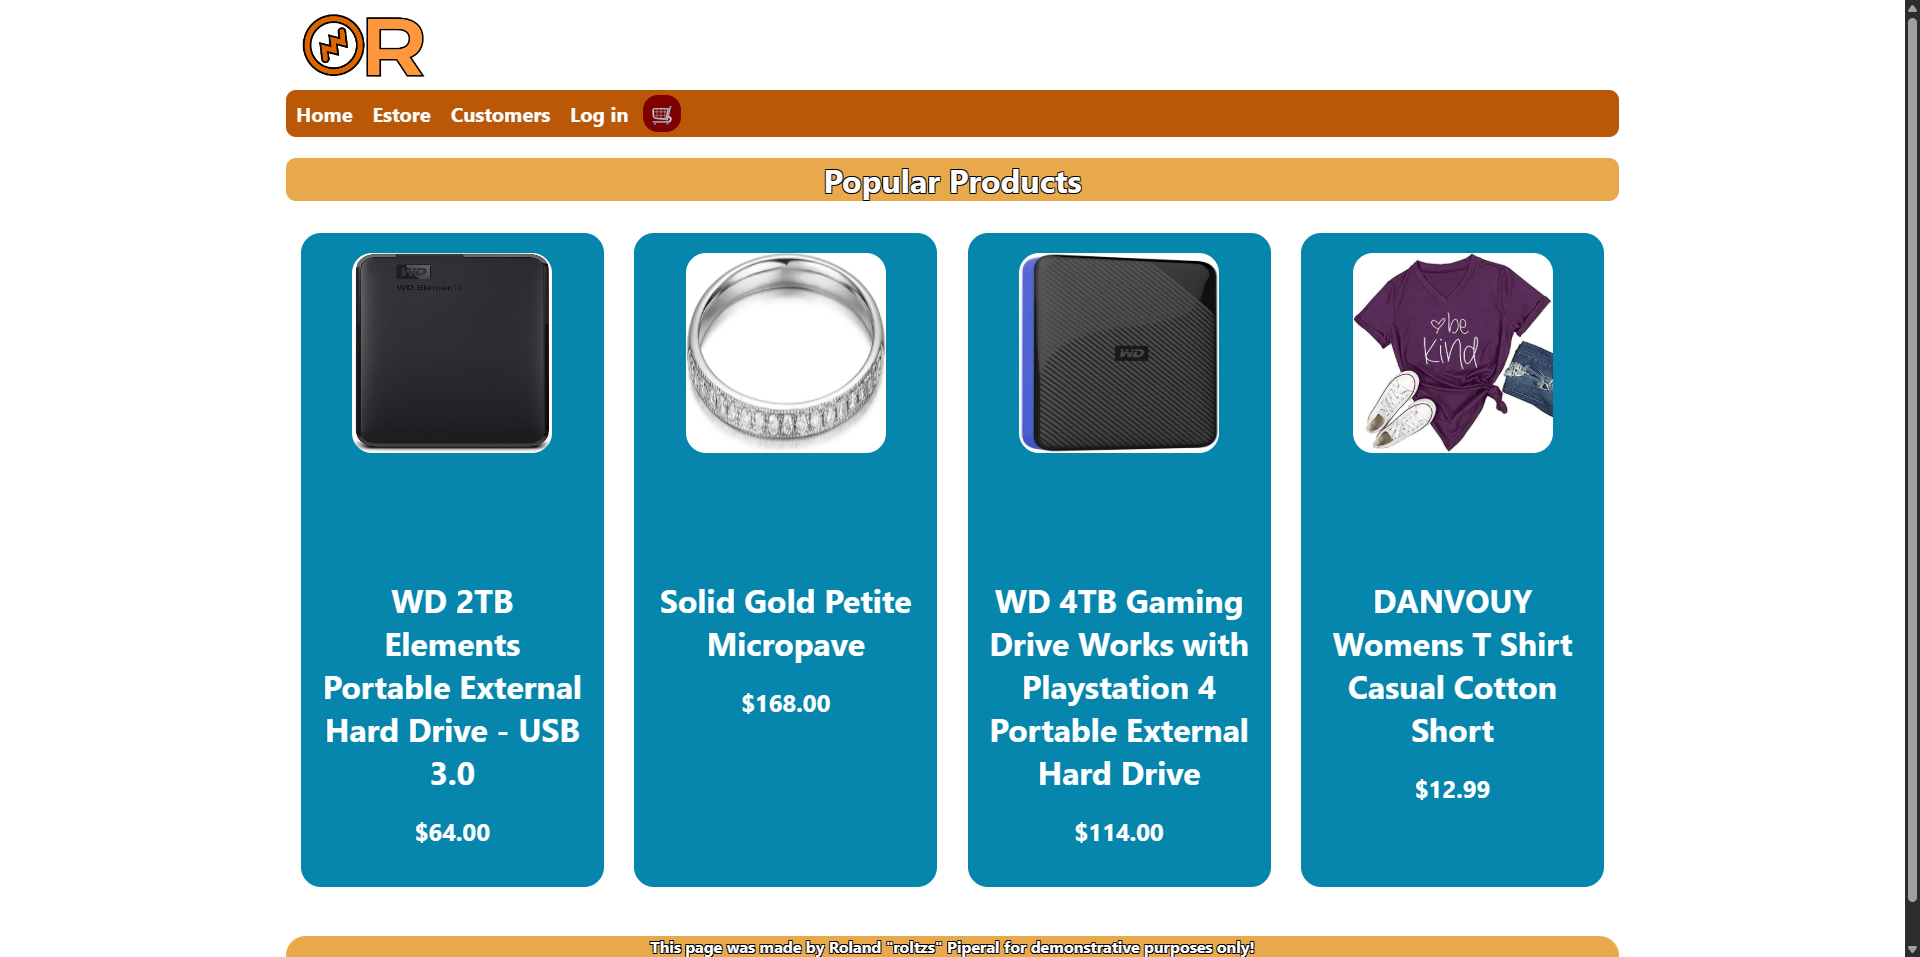 OR
Home Estore Customers Log in
Popular Products
WD
WD Elements
WD
be
kind
WD 2TB
Elements
Portable External
Hard Drive - USB
3.0
$64.00
Solid Gold Petite
Micropave
$168.00
WD 4TB Gaming
Drive Works with
Playstation 4
Portable External
Hard Drive
$114.00
DANVOUY
Womens T Shirt
Casual Cotton
Short
$12.99
This page was made by Roland "roltzs" Piperal for demonstrative purposes only!